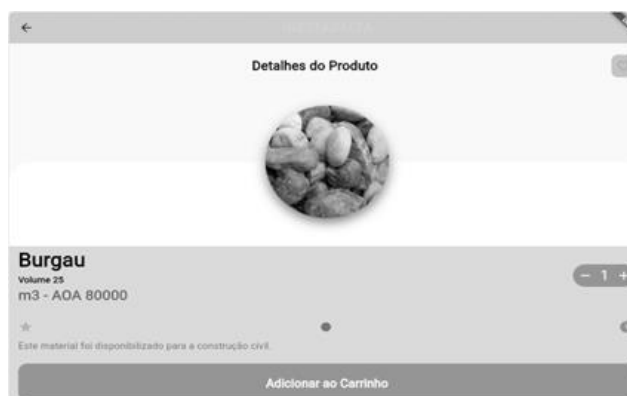 Detalhes do Produto
Burgau
Volume 25
m3 - AOA 80000
− 1 +
Este material foi disponibilizado para a construção civil.
Adicionar ao Carrinho